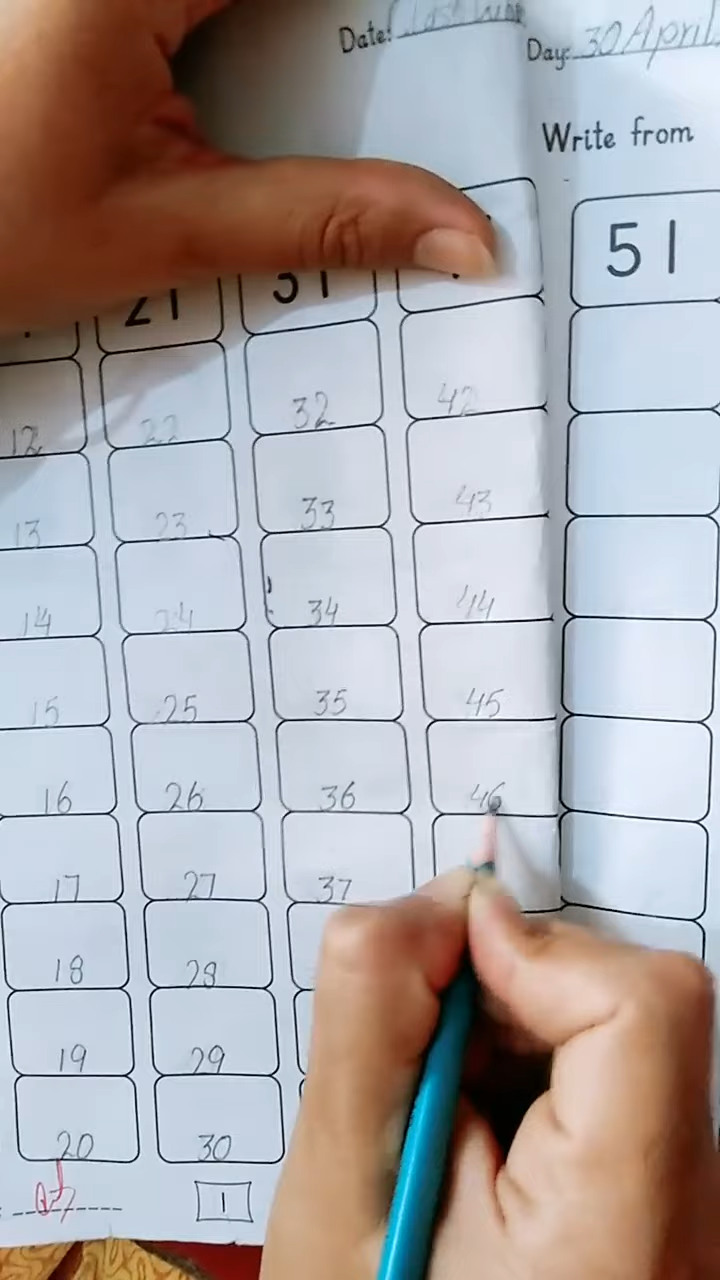 Date:
Day: 30 April
Write from
21 31 51
12 22 32 42
13 23 33 43
14 24 34 44
15 25 35 45
16 26 36 46
17 27 37
18 28
19 29
20 30
1